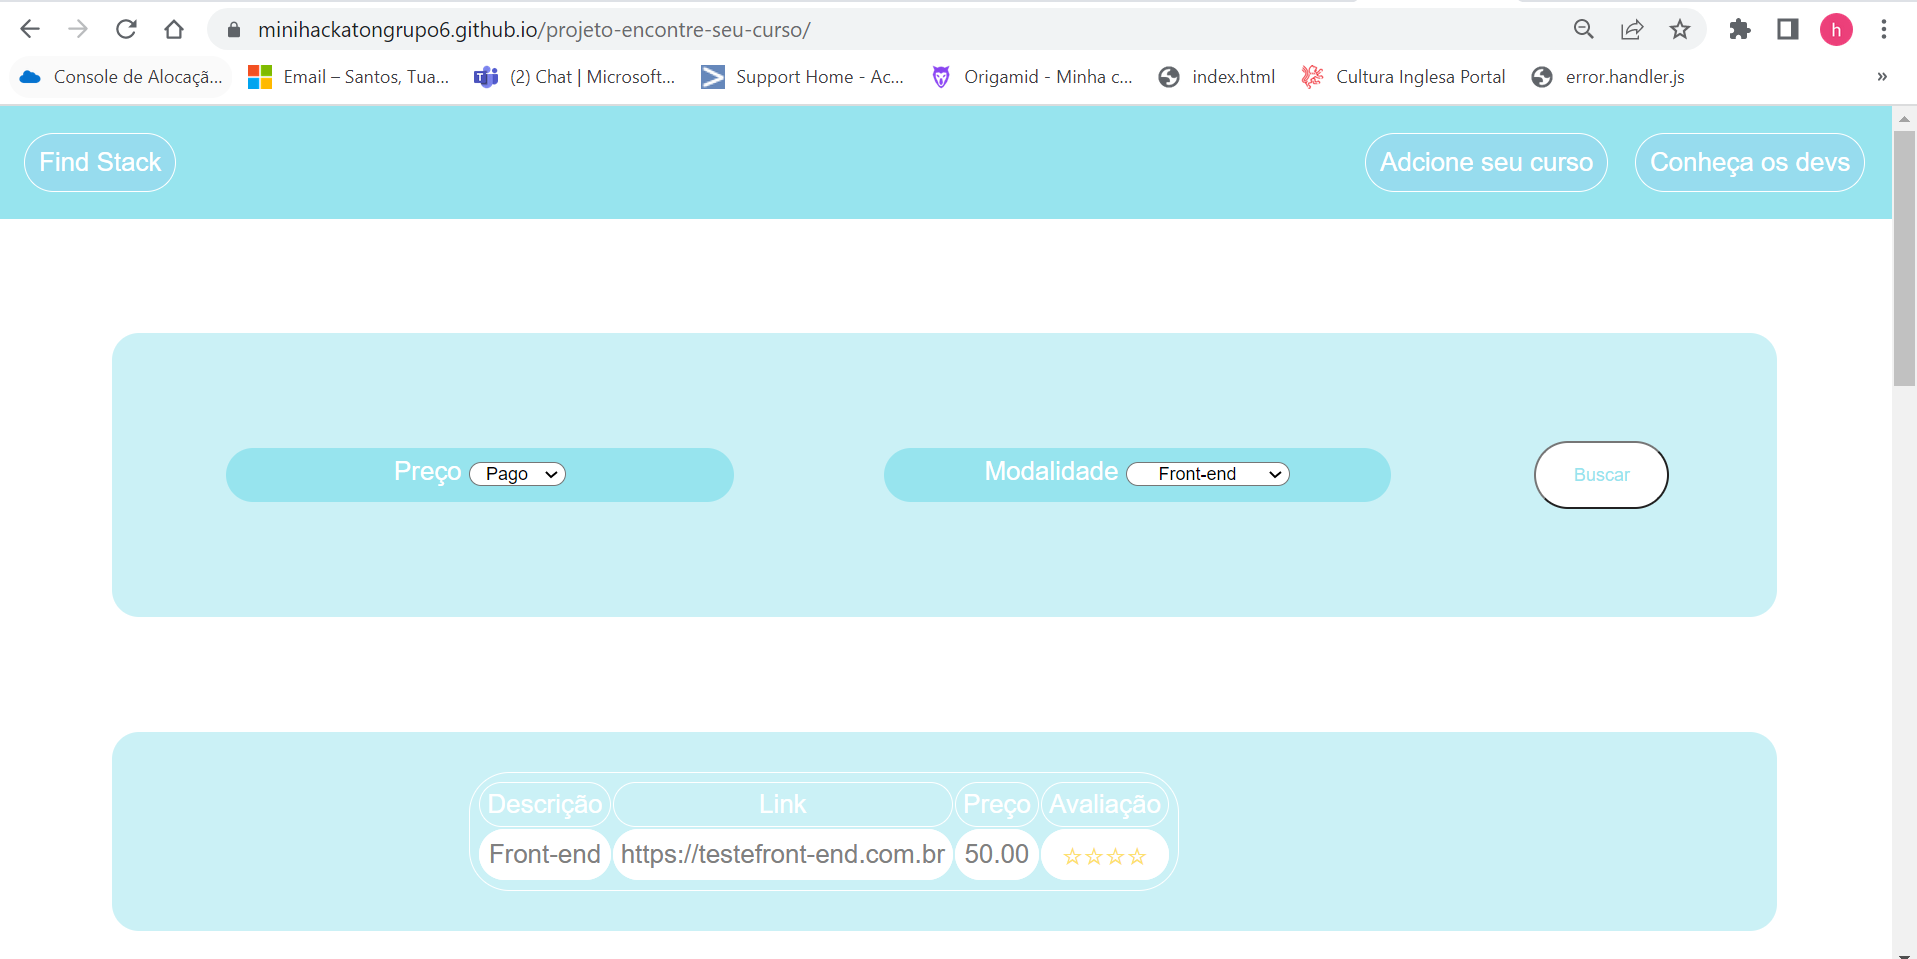 minihackatongrupo6.github.io/projeto-encontre-seu-curso/
h
Console de Alocaçã... Email – Santos, Tua... (2) Chat | Microsoft... Support Home - Ac... Origamid - Minha c... index.html Cultura Inglesa Portal error.handler.js »
Find Stack Adcione seu curso Conheça os devs
Preço Pago Modalidade Front-end Buscar
Descrição Link Preço Avaliação
Front-end https://testefront-end.com.br 50.00 ☆☆☆☆